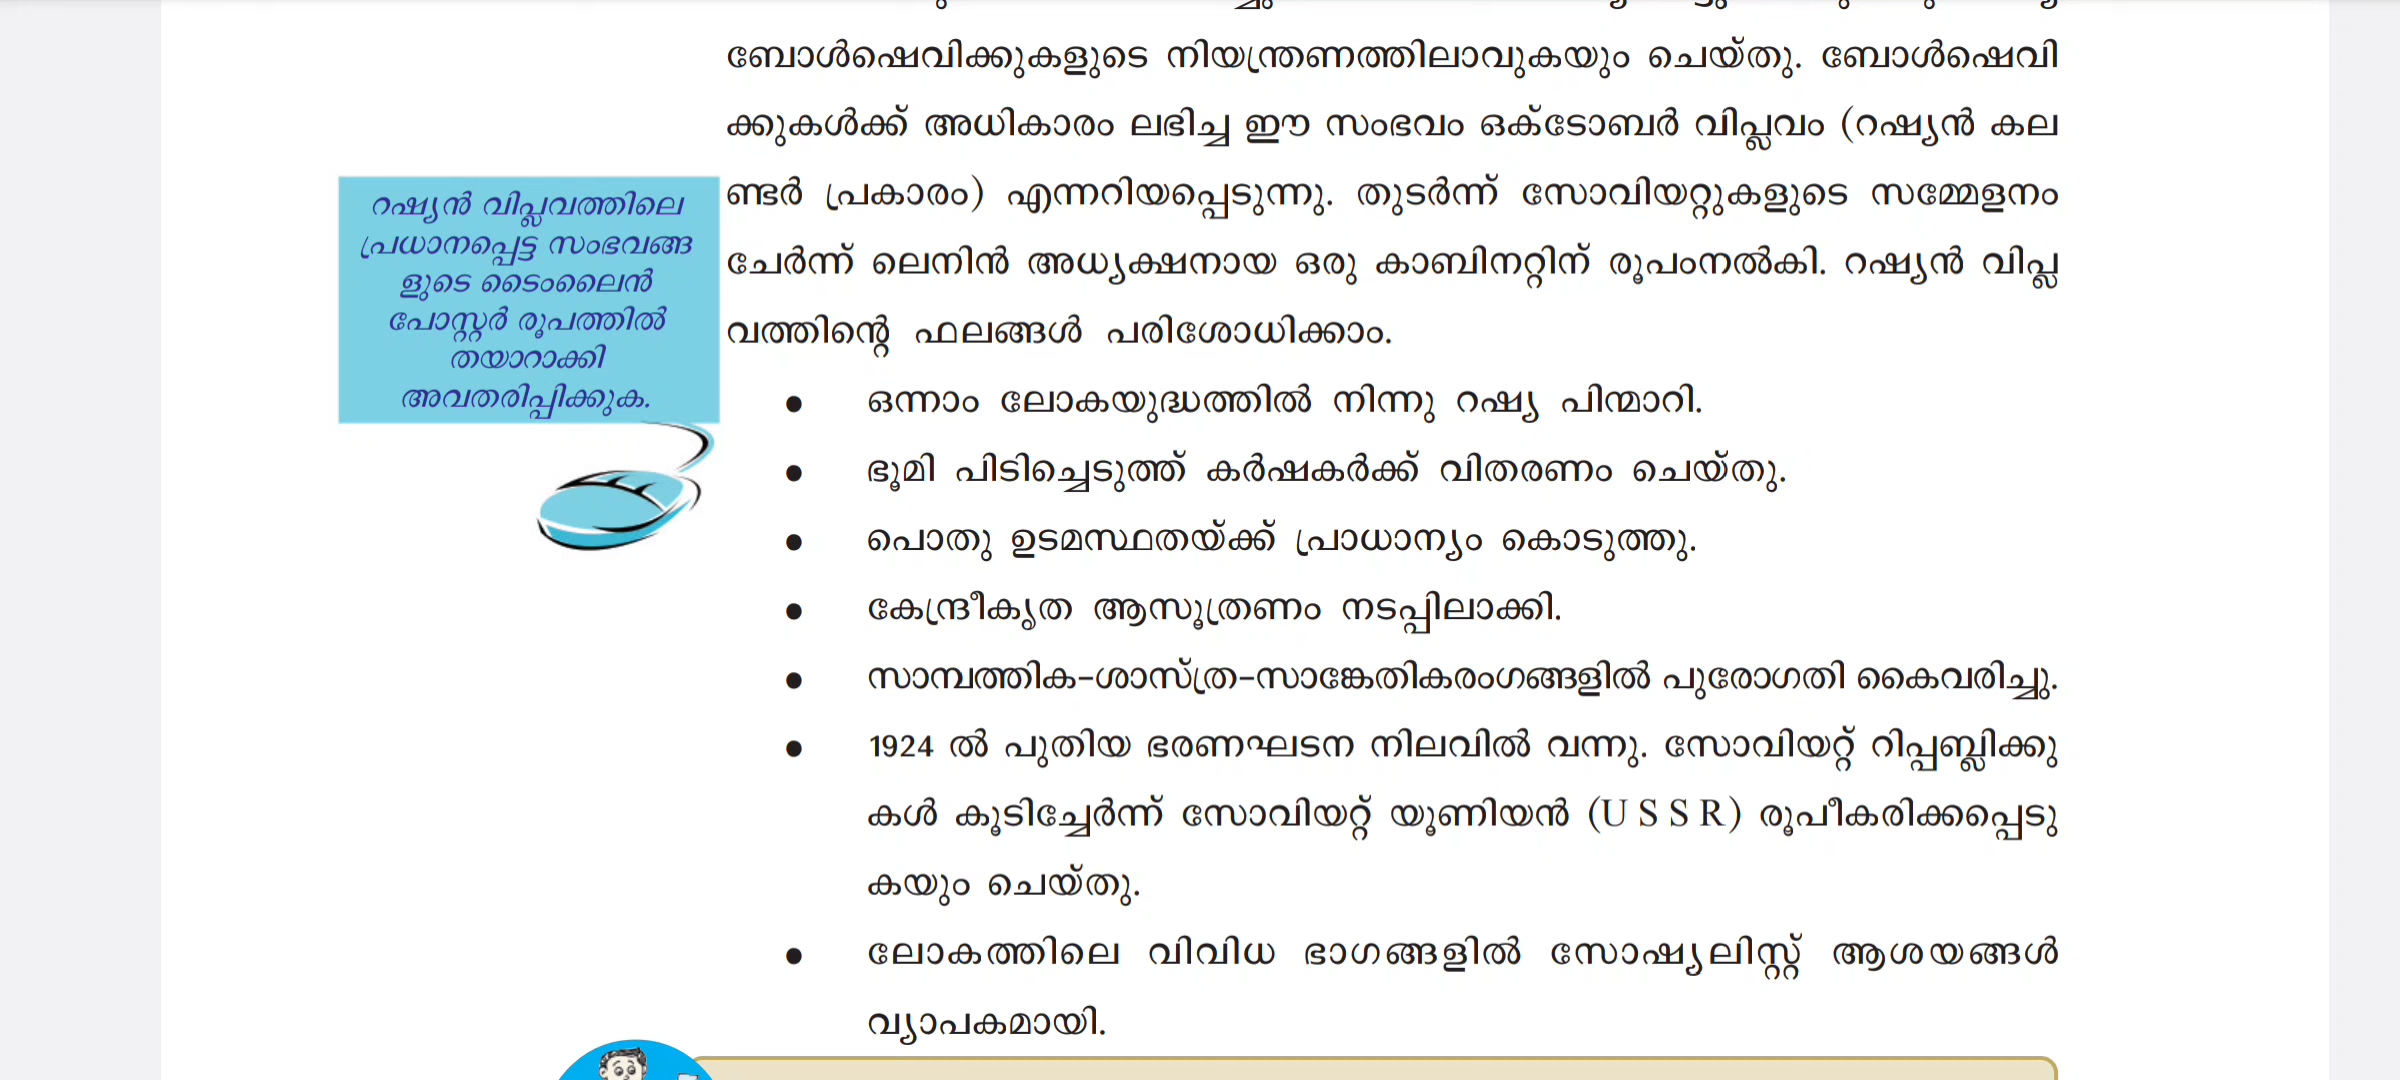 ബോൾഷെവിക്കുകളുടെ നിയന്ത്രണത്തിലാവുകയും ചെയ്തു. ബോൾഷെവി
ക്കുകൾക്ക് അധികാരം ലഭിച്ച ഈ സംഭവം ഒക്ടോബർ വിപ്ലവം (റഷ്യൻ കല
ണ്ടർ പ്രകാരം) എന്നറിയപ്പെടുന്നു. തുടർന്ന് സോവിയറ്റുകളുടെ സമ്മേളനം
ചേർന്ന് ലെനിൻ അധ്യക്ഷനായ ഒരു കാബിനറ്റിന് രൂപംനൽകി. റഷ്യൻ വിപ്ല
വത്തിന്റെ ഫലങ്ങൾ പരിശോധിക്കാം.
റഷ്യൻ വിപ്ലവത്തിലെ
പ്രധാനപ്പെട്ട സംഭവങ്ങ
ളുടെ ടൈംലൈൻ
പോസ്റ്റർ രൂപത്തിൽ
തയാറാക്കി
അവതരിപ്പിക്കുക.
● ഒന്നാം ലോകയുദ്ധത്തിൽ നിന്നു റഷ്യ പിന്മാറി.
● ഭൂമി പിടിച്ചെടുത്ത് കർഷകർക്ക് വിതരണം ചെയ്തു.
● പൊതു ഉടമസ്ഥതയ്ക്ക് പ്രാധാന്യം കൊടുത്തു.
● കേന്ദ്രീകൃത ആസൂത്രണം നടപ്പിലാക്കി.
● സാമ്പത്തിക-ശാസ്ത്ര-സാങ്കേതികരംഗങ്ങളിൽ പുരോഗതി കൈവരിച്ചു.
● 1924 ൽ പുതിയ ഭരണഘടന നിലവിൽ വന്നു. സോവിയറ്റ് റിപ്പബ്ലിക്കു
കൾ കൂടിച്ചേർന്ന് സോവിയറ്റ് യൂണിയൻ (U S S R) രൂപീകരിക്കപ്പെടു
കയും ചെയ്തു.
● ലോകത്തിലെ വിവിധ ഭാഗങ്ങളിൽ സോഷ്യലിസ്റ്റ് ആശയങ്ങൾ
വ്യാപകമായി.